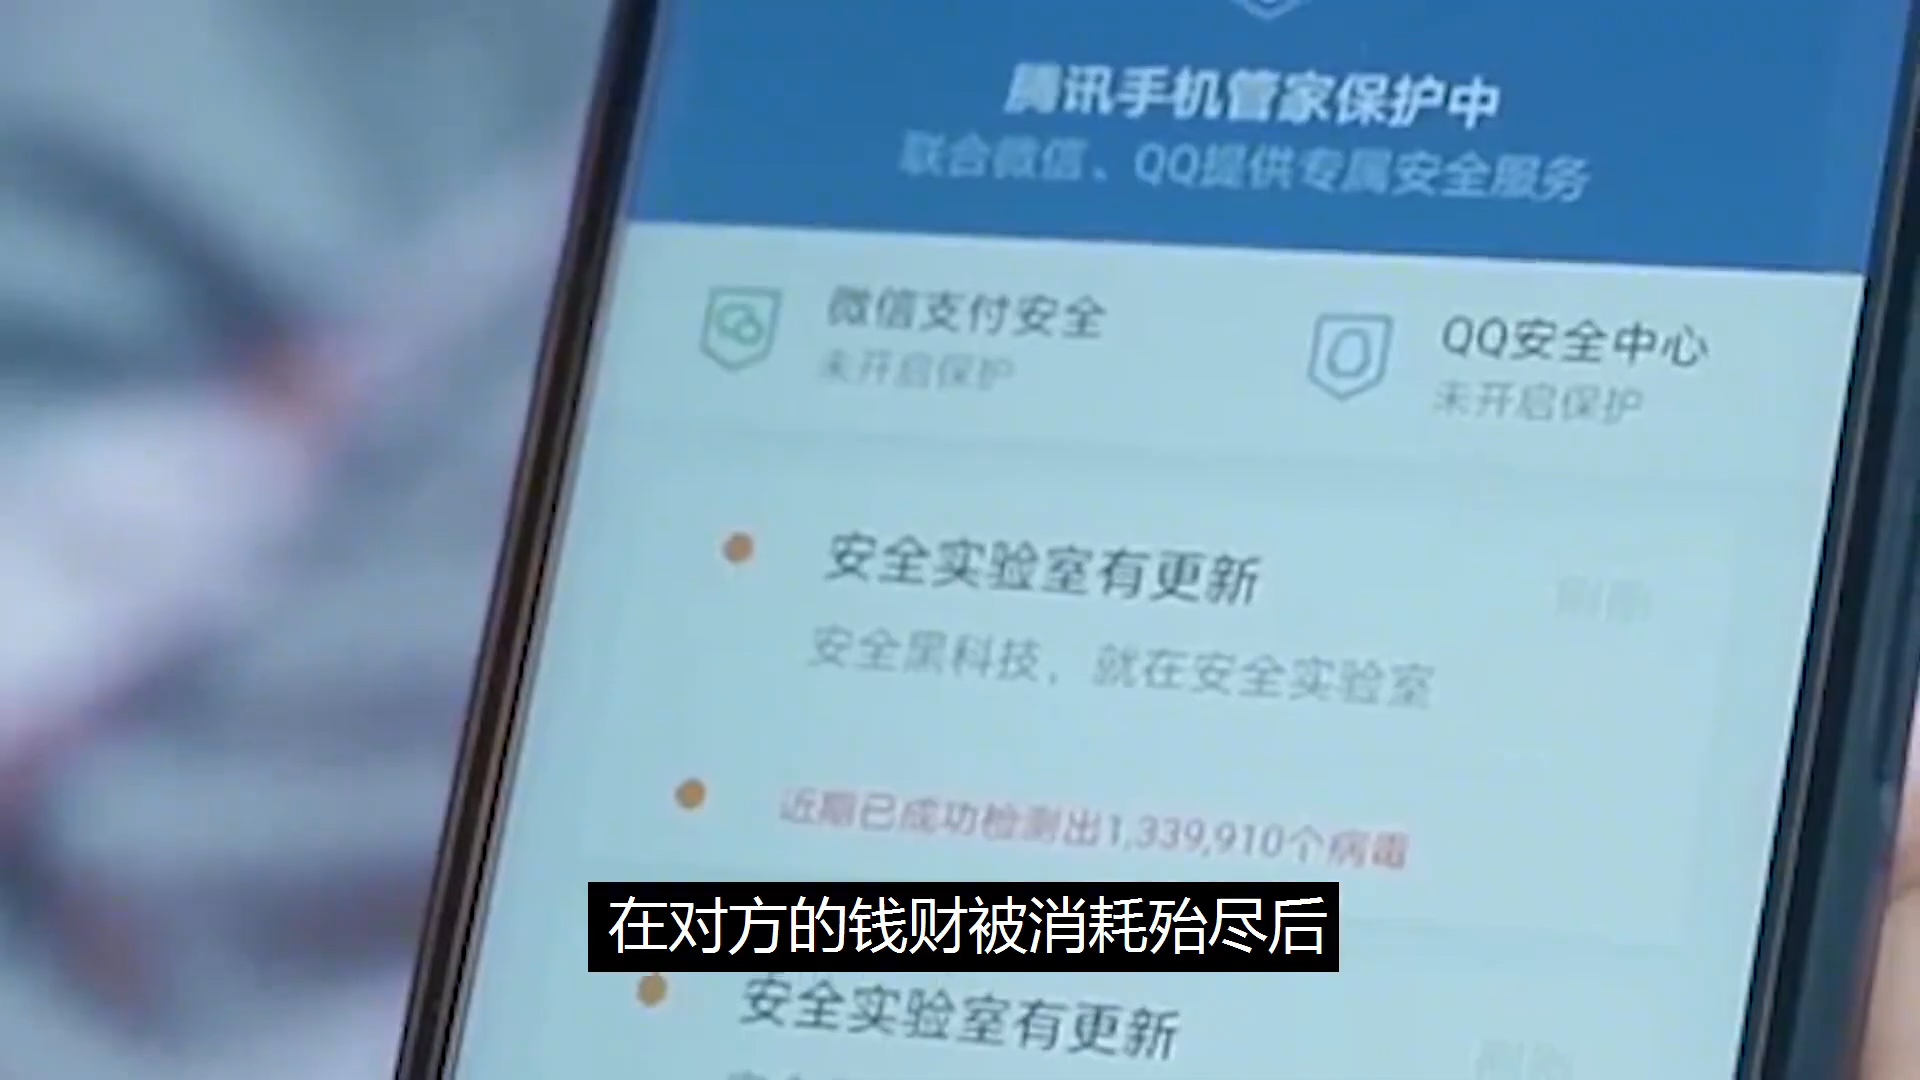 腾讯手机管家保护中
联合微信、QQ提供专属安全服务
微信支付安全
未开启保护
QQ安全中心
未开启保护
安全实验室有更新
安全黑科技，就在安全实验室
近期已成功检测出1,339,910个病毒
在对方的钱财被消耗殆尽后
安全实验室有更新